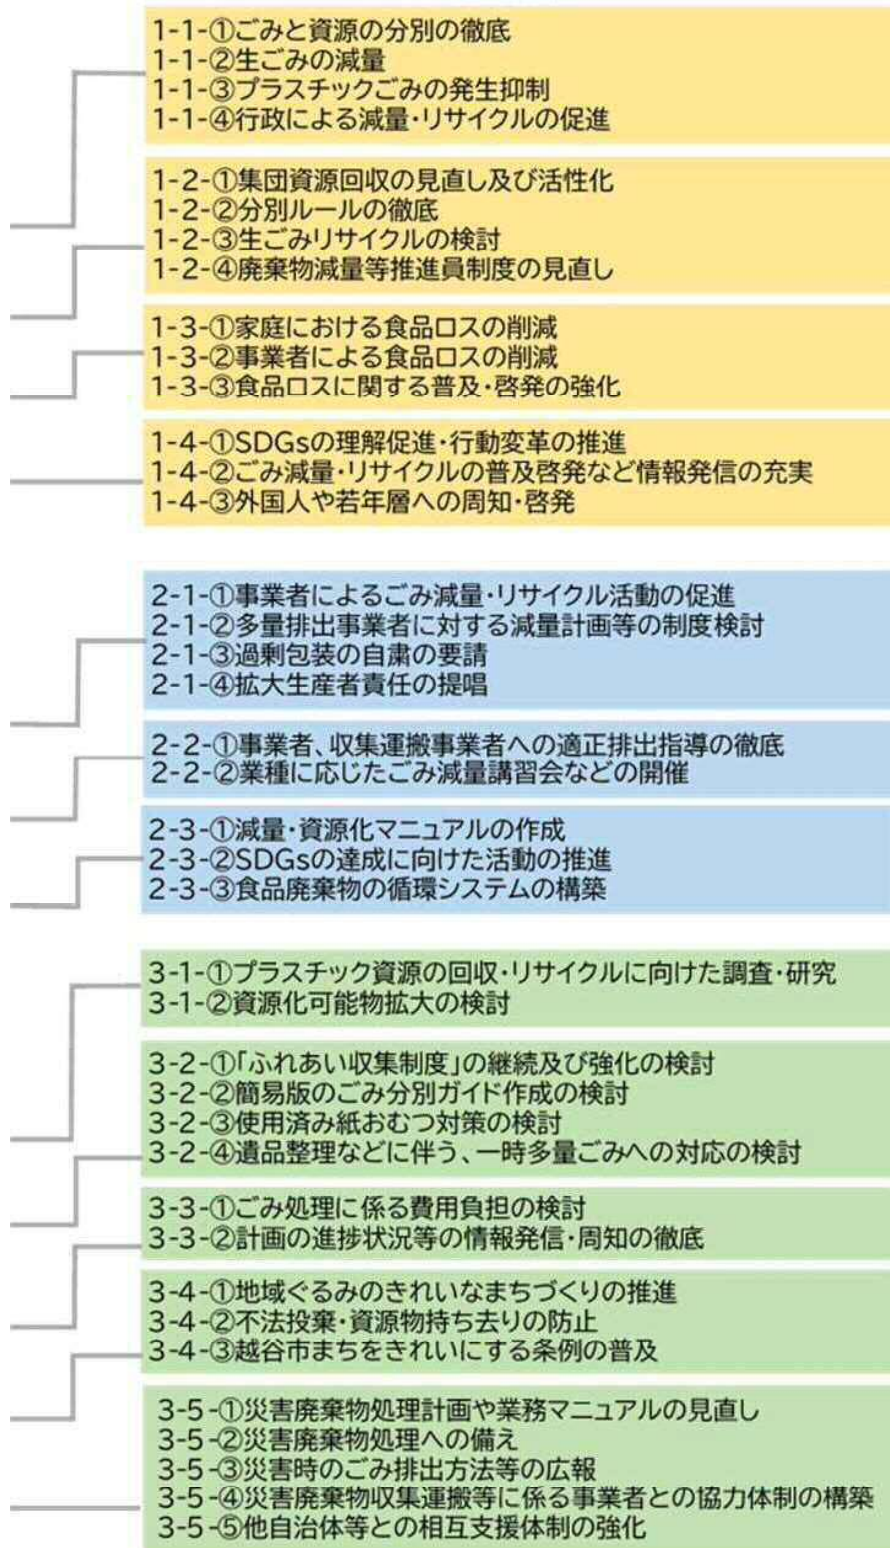 1-1-①ごみと資源の分別の徹底
1-1-②生ごみの減量
1-1-③プラスチックごみの発生抑制
1-1-④行政による減量・リサイクルの促進
1-2-①集団資源回収の見直し及び活性化
1-2-②分別ルールの徹底
1-2-③生ごみリサイクルの検討
1-2-④廃棄物減量等推進員制度の見直し
1-3-①家庭における食品ロスの削減
1-3-②事業者による食品ロスの削減
1-3-③食品ロスに関する普及・啓発の強化
1-4-①SDGsの理解促進・行動変革の推進
1-4-②ごみ減量・リサイクルの普及啓発など情報発信の充実
1-4-③外国人や若年層への周知・啓発
2-1-①事業者によるごみ減量・リサイクル活動の促進
2-1-②多量排出事業者に対する減量計画等の制度検討
2-1-③過剰包装の自粛の要請
2-1-④拡大生産者責任の提唱
2-2-①事業者、収集運搬事業者への適正排出指導の徹底
2-2-②業種に応じたごみ減量講習会などの開催
2-3-①減量・資源化マニュアルの作成
2-3-②SDGsの達成に向けた活動の推進
2-3-③食品廃棄物の循環システムの構築
3-1-①プラスチック資源の回収・リサイクルに向けた調査・研究
3-1-②資源化可能物拡大の検討
3-2-①「ふれあい収集制度」の継続及び強化の検討
3-2-②簡易版のごみ分別ガイド作成の検討
3-2-③使用済み紙おむつ対策の検討
3-2-④遺品整理などに伴う、一時多量ごみへの対応の検討
3-3-①ごみ処理に係る費用負担の検討
3-3-②計画の進捗状況等の情報発信・周知の徹底
3-4-①地域ぐるみのきれいなまちづくりの推進
3-4-②不法投棄・資源物持ち去りの防止
3-4-③越谷市まちをきれいにする条例の普及
3-5-①災害廃棄物処理計画や業務マニュアルの見直し
3-5-②災害廃棄物処理への備え
3-5-③災害時のごみ排出方法等の広報
3-5-④災害廃棄物収集運搬等に係る事業者との協力体制の構築
3-5-⑤他自治体等との相互支援体制の強化